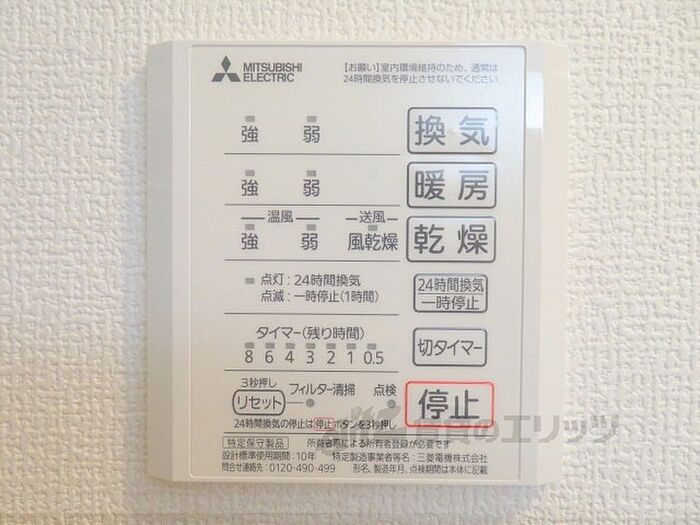 MITSUBISHI
ELECTRIC
【お願い】室内環境維持のため、通常は
24時間換気を停止させないでください
強 弱 換気
強 弱 暖房
温風 送風
強 弱 風乾燥 乾燥
点灯:24時間換気
点滅:一時停止(1時間)
24時間換気
一時停止
タイマー(残り時間)
8 6 4 3 2 1 0.5
切タイマー
3秒押し
リセット フィルター清掃 点検
停止
24時間換気の停止は停止ボタンを3秒押し
特定保守製品 所有者票による所有者登録が必要です
設計標準使用期間:10年 特定製造事業者等名:三菱電機株式会社
問合せ連絡先:0120-490-499 形名、製造年月、点検期間は本体に記載
賃貸のエリッツ